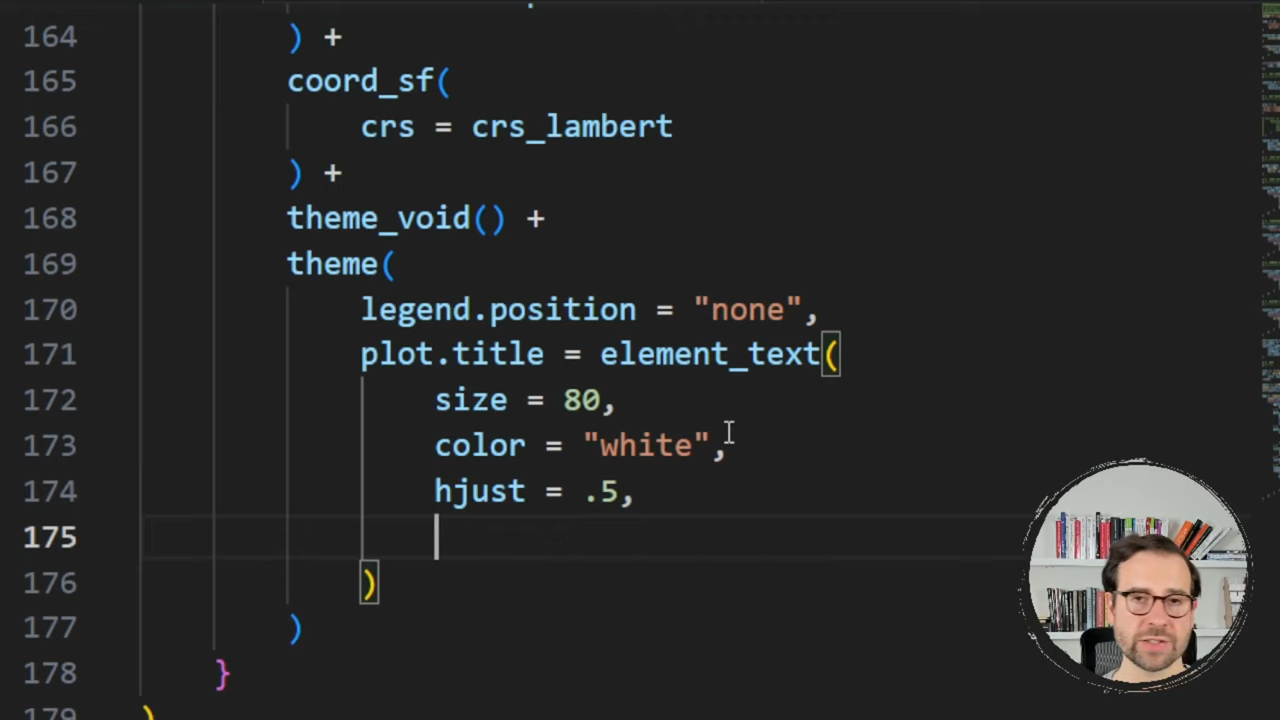 164 ) +
165 coord_sf(
166 crs = crs_lambert
167 ) +
168 theme_void() +
169 theme(
170 legend.position = "none",
171 plot.title = element_text(
172 size = 80,
173 color = "white",
174 hjust = .5,
175
176 )
177 )
178 }
179 )